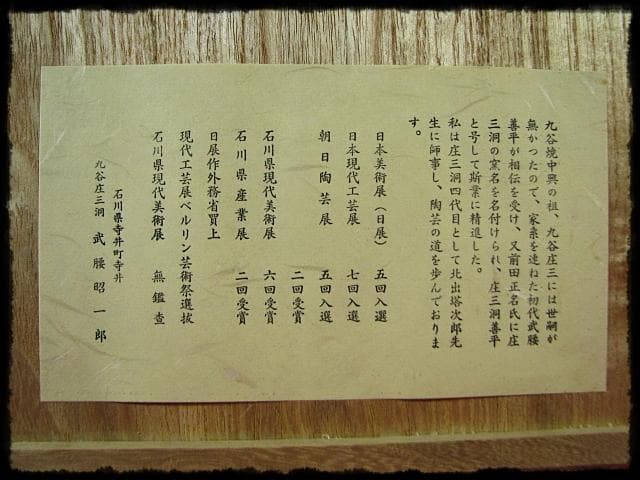 九谷焼中興の祖、九谷庄三には世嗣が
無かつたので、家系を連ねた初代武腰
善平が相伝を受け、又前田正名氏に庄
三洞の窯名を名付けられ、庄三洞善平
と号して斯業に精進した。
私は庄三洞四代目として北出塔次郎先
生に師事し、陶芸の道を歩んでおりま
す。
日本美術展(日展) 五回入選
日本現代工芸展 七回入選
朝日陶芸展 五回入選
二回受賞
石川県現代美術展 六回受賞
石川県産業展 二回受賞
日展作外務省買上
現代工芸展ベルリン芸術祭選抜
石川県現代美術展 無鑑査
石川県寺井町寺井
九谷庄三洞 武腰昭一郎